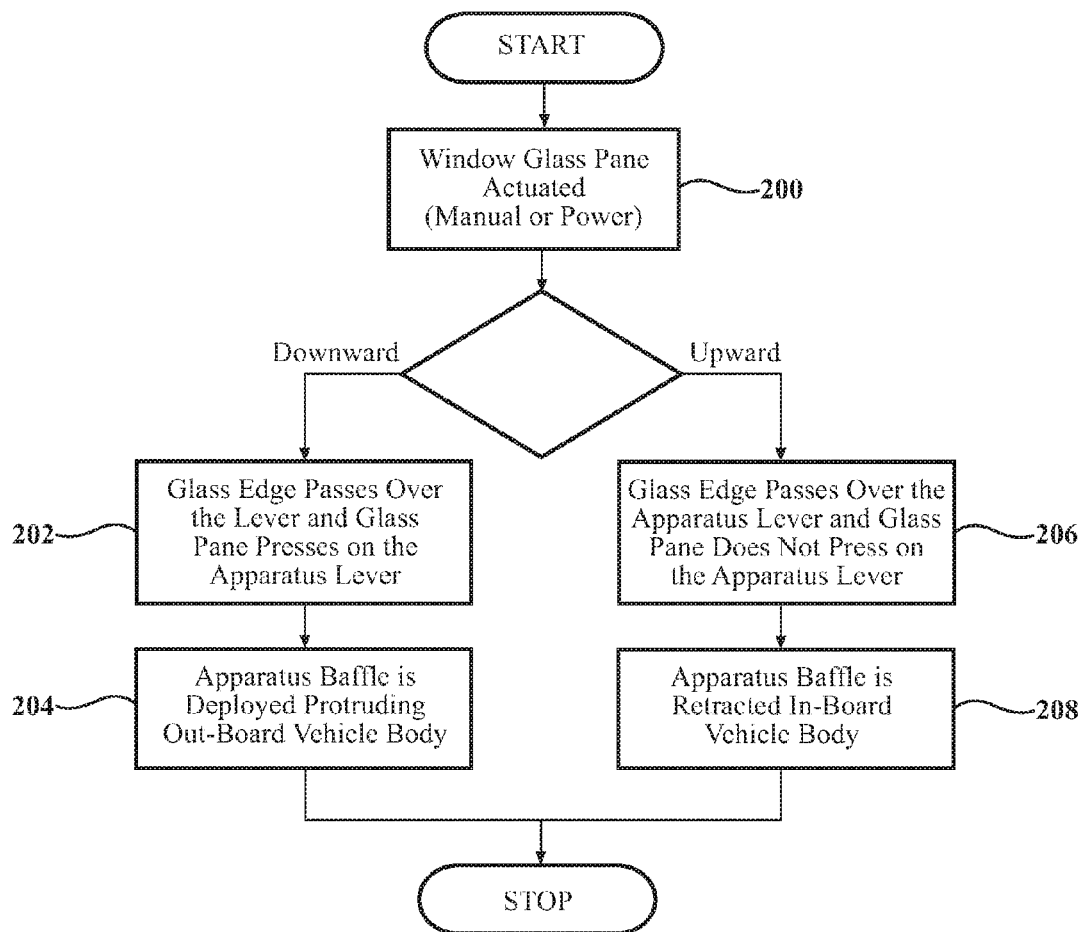 START
Window Glass Pane
Actuated
(Manual or Power)
200
Downward
Upward
Glass Edge Passes Over
the Lever and Glass
Pane Presses on the
Apparatus Lever
202
Glass Edge Passes Over the
Apparatus Lever and Glass
Pane Does Not Press on
the Apparatus Lever
206
Apparatus Baffle is
Deployed Protruding
Out-Board Vehicle Body
204
Apparatus Baffle is
Retracted In-Board
Vehicle Body
208
STOP